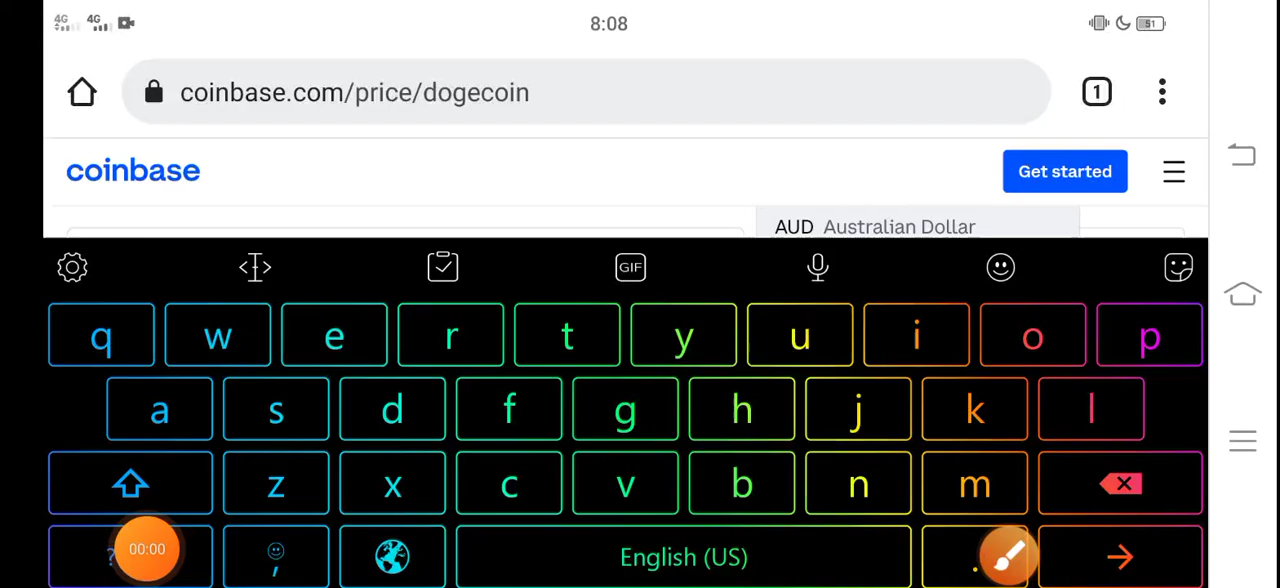 4G 4G 8:08 51
coinbase.com/price/dogecoin 1
coinbase Get started
AUD Australian Dollar
GIF
q w e r t y u i o p
a s d f g h j k l
z x c v b n m
? 00:00 , English (US) .